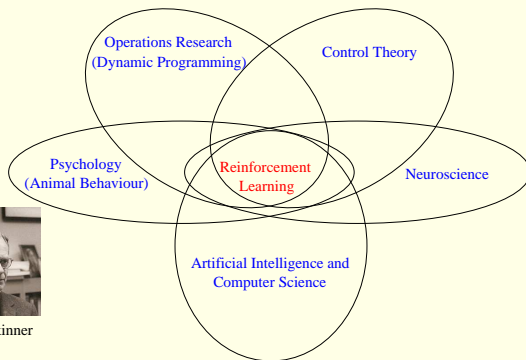 Operations Research
(Dynamic Programming)
Control Theory
Psychology
(Animal Behaviour)
Reinforcement
Learning
Neuroscience
Artificial Intelligence and
Computer Science